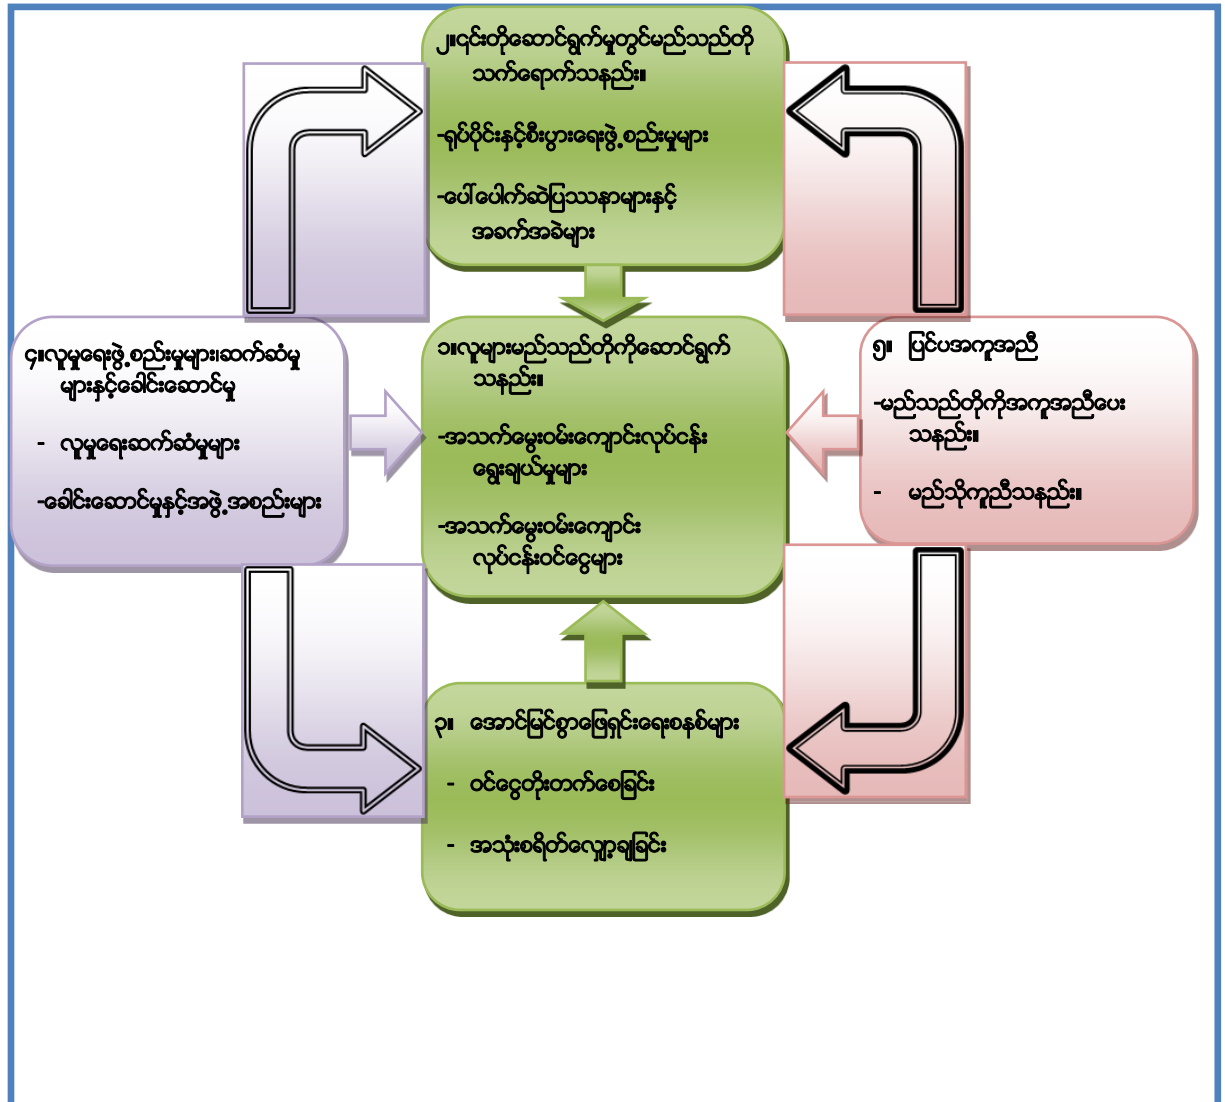 ၂။၎င်းတို့ဆောင်ရွက်မှုတွင်မည်သည်တို့
သက်ရောက်သနည်း။
-ရုပ်ပိုင်းနှင့်စီးပွားရေးဖွဲ့စည်းမှုများ
-ပေါ်ပေါက်ဆဲပြဿနာများနှင့်
အခက်အခဲများ
၄။လူမှုရေးဖွဲ့စည်းမှုများ၊ဆက်ဆံမှု
များနှင့်ခေါင်းဆောင်မှု
- လူမှုရေးဆက်ဆံမှုများ
-ခေါင်းဆောင်မှုနှင့်အဖွဲ့အစည်းများ
၁။လူများမည်သည်တို့ကိုဆောင်ရွက်
သနည်း။
-အသက်မွေးဝမ်းကျောင်းလုပ်ငန်း
ရွေးချယ်မှုများ
-အသက်မွေးဝမ်းကျောင်း
လုပ်ငန်းဝင်ငွေများ
၅။ ပြင်ပအကူအညီ
-မည်သည်တို့ကိုအကူအညီပေး
သနည်း။
- မည်သို့ကူညီသနည်း။
၃။ အောင်မြင်စွာဖြေရှင်းရေးစနစ်များ
- ဝင်ငွေတိုးတက်စေခြင်း
- အသုံးစရိတ်လျှော့ချခြင်း